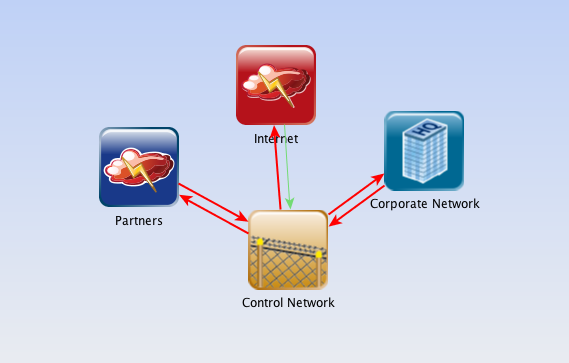 Internet
HQ
Corporate Network
Partners
Control Network